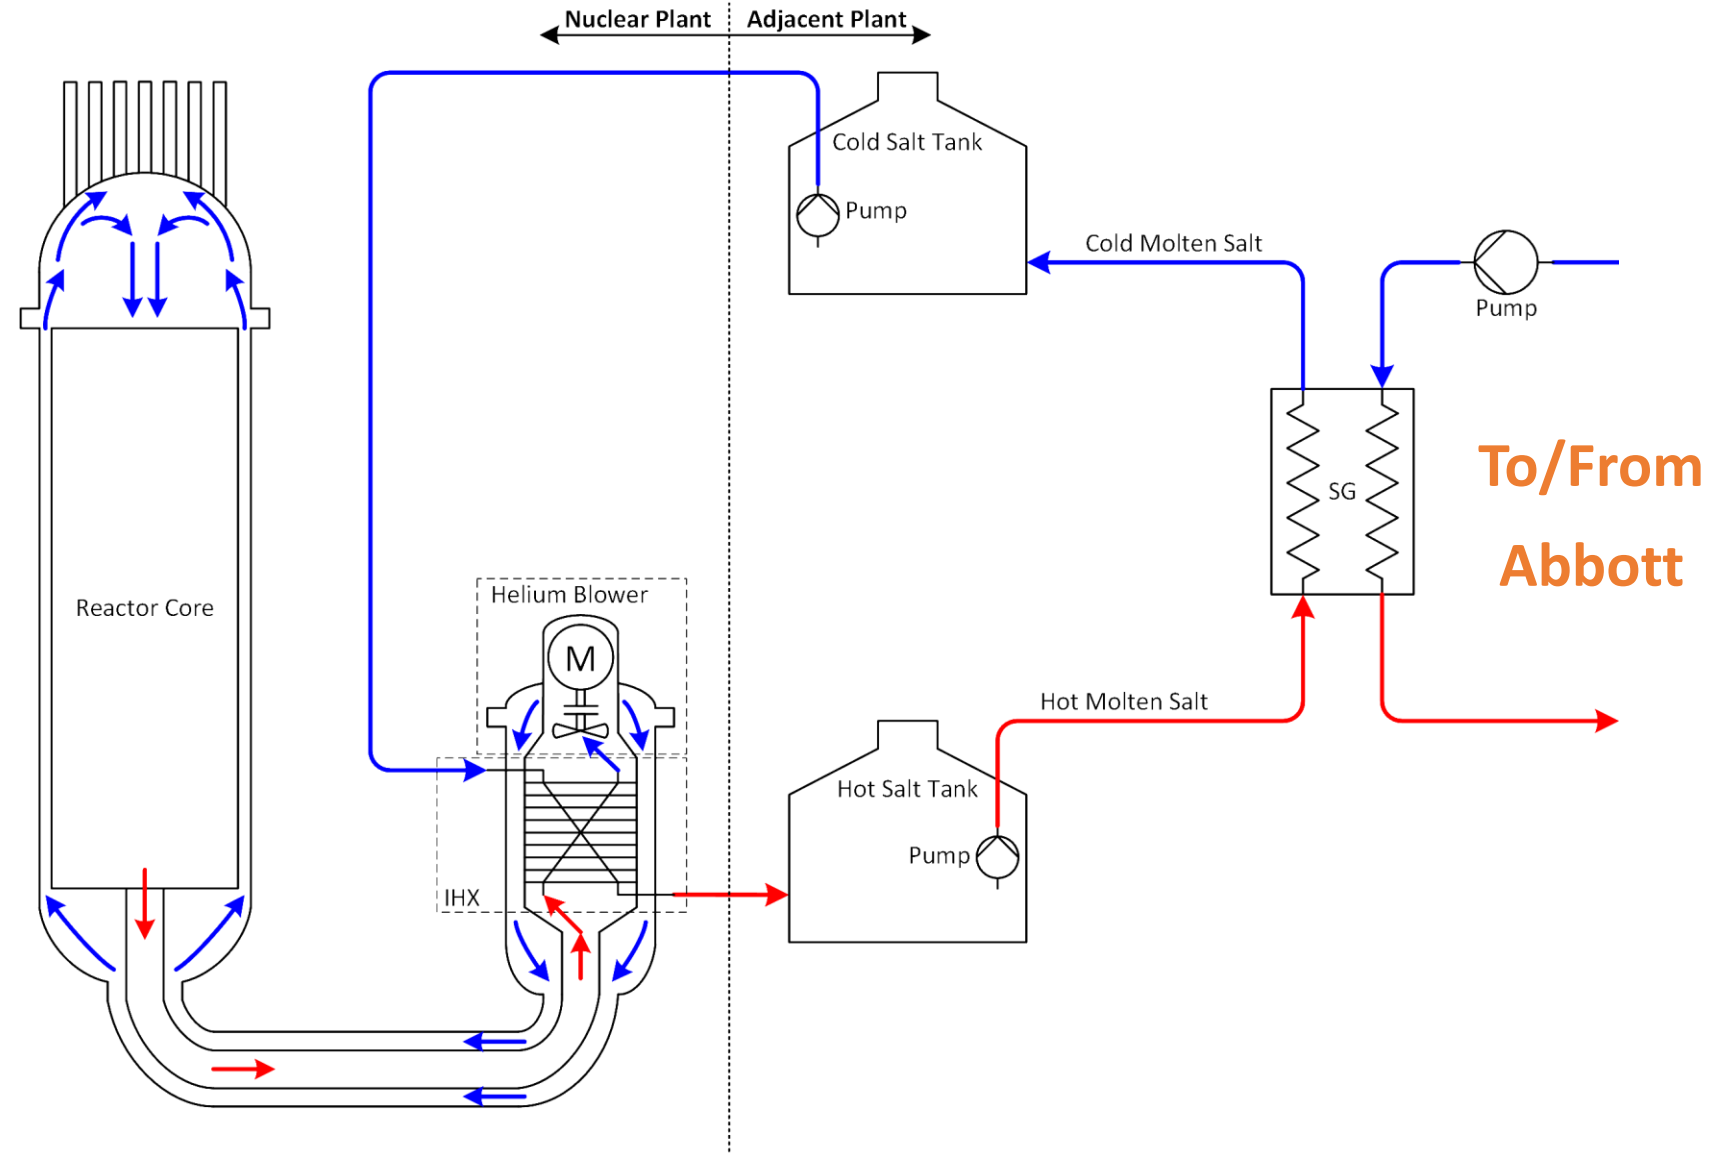 Nuclear Plant
Adjacent Plant
Cold Salt Tank
Pump
Cold Molten Salt
Pump
SG
To/From
Abbott
Reactor Core
Helium Blower
M
IHX
Hot Molten Salt
Hot Salt Tank
Pump